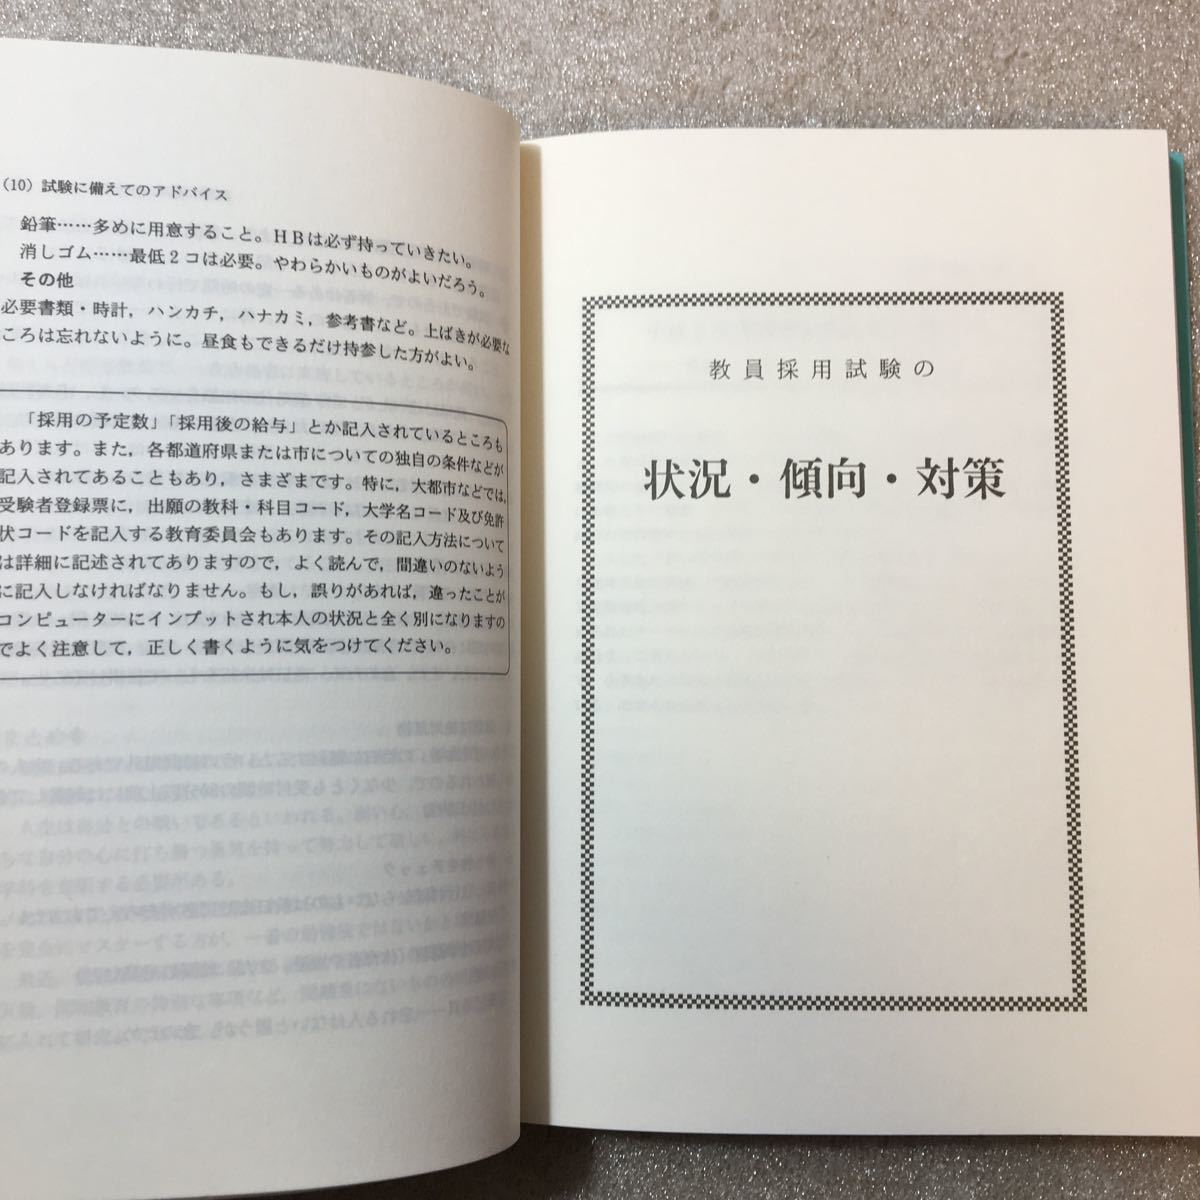 (10) 試験に備えてのアドバイス
鉛筆……多めに用意すること。ＨＢは必ず持っていきたい。
消しゴム……最低２コは必要。やわらかいものがよいだろう。
その他
必要書類・時計，ハンカチ，ハナカミ，参考書など。上ばきが必要な
ころは忘れないように。昼食もできるだけ持参した方がよい。
「採用の予定数」「採用後の給与」とか記入されているところも
あります。また，各都道府県または市についての独自の条件などが
記入されてあることもあり，さまざまです。特に，大都市などでは，
受験者登録票に，出願の教科・科目コード，大学名コード及び免許
状コードを記入する教育委員会もあります。その記入方法について
は詳細に記述されてありますので，よく読んで，間違いのないよう
に記入しなければなりません。もし，誤りがあれば，違ったことが
コンピューターにインプットされ本人の状況と全く別になりますの
でよく注意して，正しく書くように気をつけてください。
教員採用試験の
状況・傾向・対策